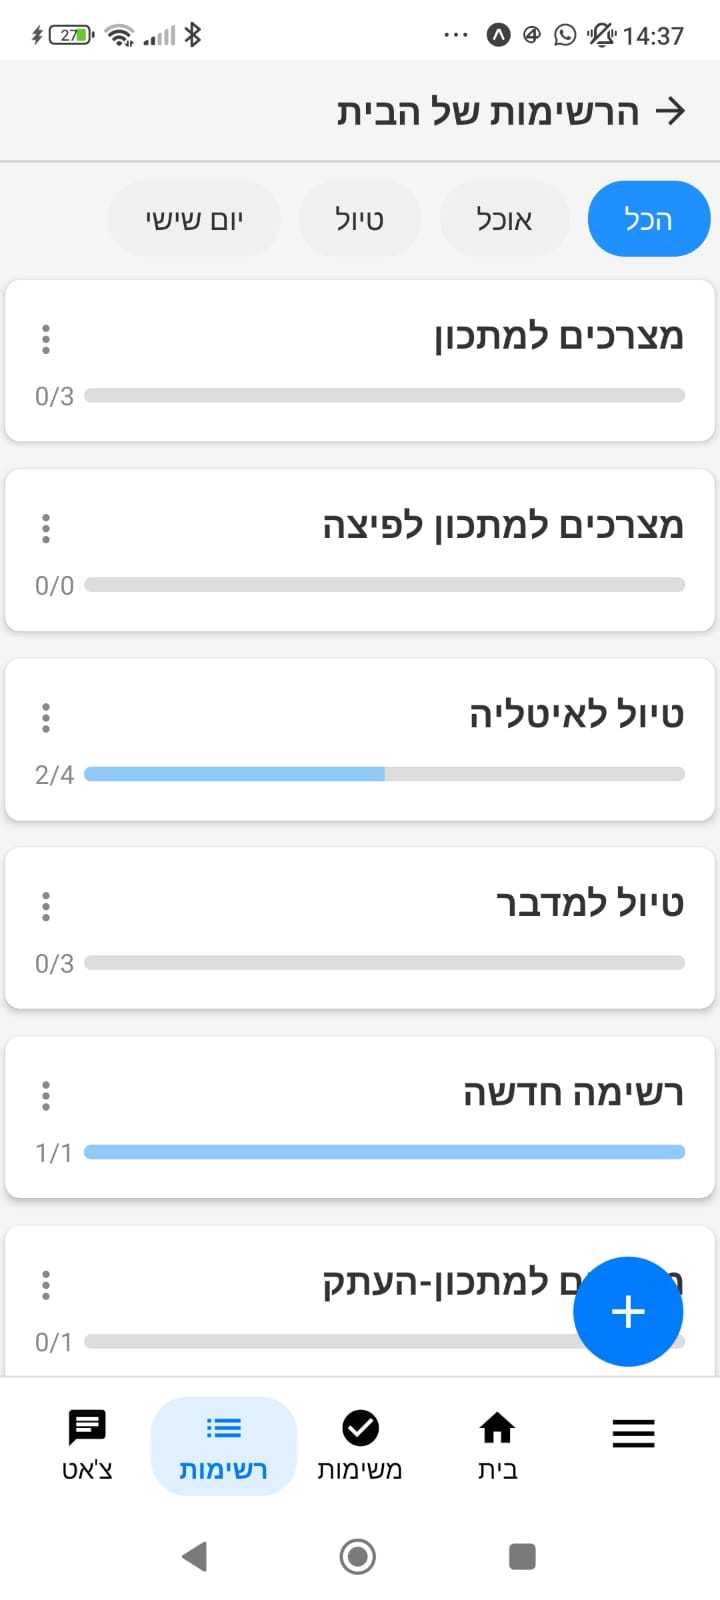 27 14:37
הרשימות של הבית
הכל אוכל טיול יום שישי
מצרכים למתכון
0/3
מצרכים למתכון לפיצה
0/0
טיול לאיטליה
2/4
טיול למדבר
0/3
רשימה חדשה
1/1
למתכון-העתק
0/1
בית משימות רשימות צ'אט